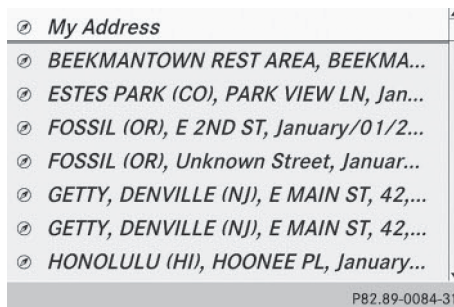 My Address
BEEKMANTOWN REST AREA, BEEKMA...
ESTES PARK (CO), PARK VIEW LN, Jan...
FOSSIL (OR), E 2ND ST, January/01/2...
FOSSIL (OR), Unknown Street, Januar...
GETTY, DENVILLE (NJ), E MAIN ST, 42,...
GETTY, DENVILLE (NJ), E MAIN ST, 42,...
HONOLULU (HI), HOONEE PL, January...
P82.89-0084-31